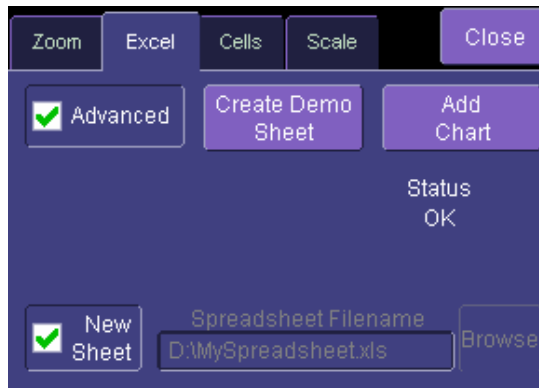 Zoom Excel Cells Scale Close
Advanced
Create Demo
Sheet
Add
Chart
Status
OK
New
Sheet
Spreadsheet Filename
D:\MySpreadsheet.xls
Browse